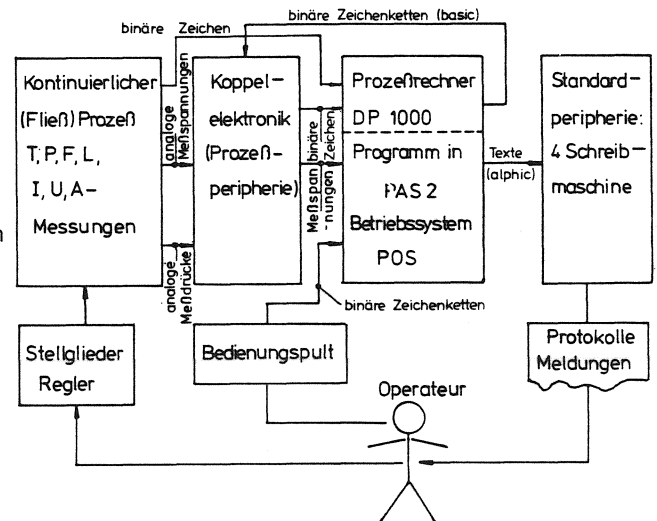 binäre Zeichenketten (basic)
binäre Zeichen
Kontinuierlicher
(Fließ) Prozeß
T, P, F, L,
I, U, A–
Messungen
analoge
Meßspannungen
analoge
Meßdrücke
Koppel–
elektronik
(Prozeß–
peripherie)
binäre
Zeichen
Meßspan
-nungen
Prozeßrechner
DP 1000
Programm in
PAS 2
Betriebssystem
POS
Texte
(alphic)
Standard–
peripherie:
4 Schreib–
maschine
binäre Zeichenketten
Stellglieder
Regler
Bedienungspult
Protokolle
Meldungen
Operateur